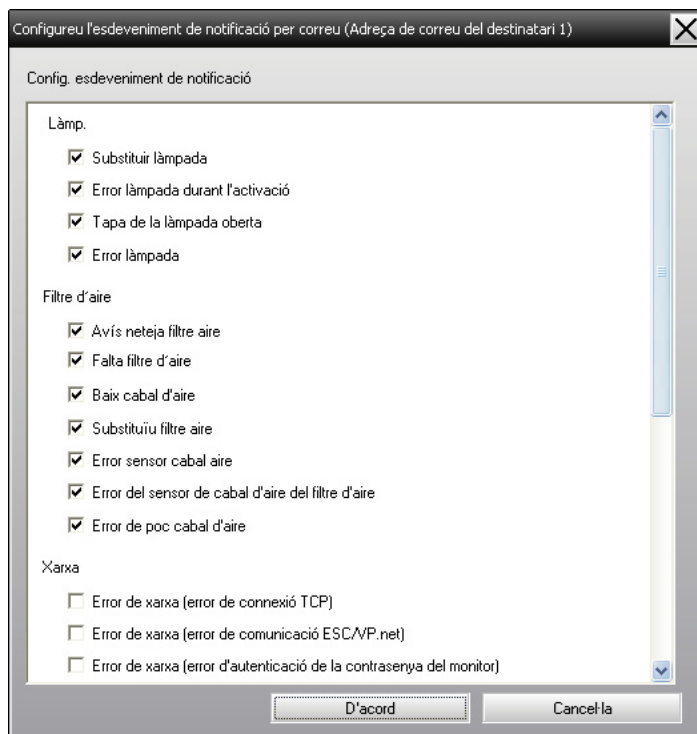 Configureu l'esdeveniment de notificació per correu (Adreça de correu del destinatari 1)
Config. esdeveniment de notificació
Làmp.
Substituir làmpada
Error làmpada durant l'activació
Tapa de la làmpada oberta
Error làmpada
Filtre d´aire
Avís neteja filtre aire
Falta filtre d´aire
Baix cabal d'aire
Substituïu filtre aire
Error sensor cabal aire
Error del sensor de cabal d'aire del filtre d'aire
Error de poc cabal d'aire
Xarxa
Error de xarxa (error de connexió TCP)
Error de xarxa (error de comunicació ESC/VP.net)
Error de xarxa (error d'autenticació de la contrasenya del monitor)
D'acord
Cancel·la